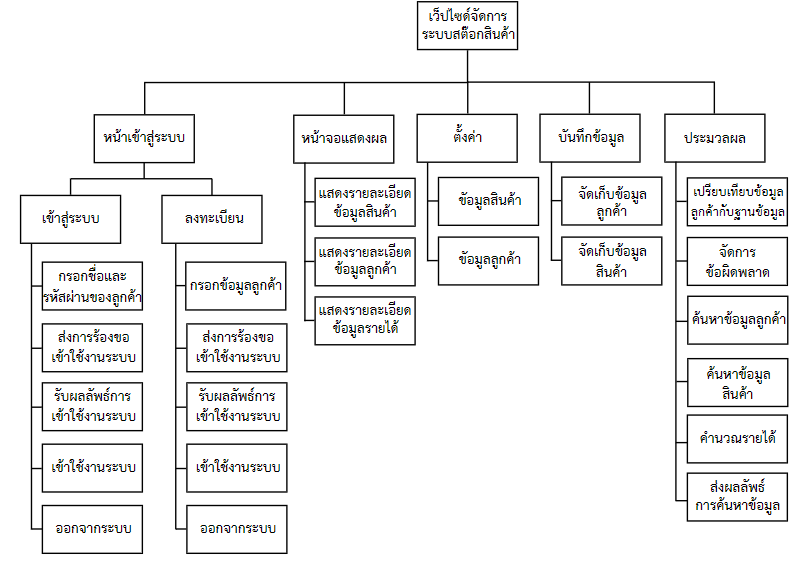 เว็ปไซด์จัดการ
ระบบสต๊อกสินค้า
หน้าเข้าสู่ระบบ
หน้าจอแสดงผล
ตั้งค่า
บันทึกข้อมูล
ประมวลผล
เข้าสู่ระบบ
ลงทะเบียน
กรอกชื่อและ
รหัสผ่านของลูกค้า
ส่งการร้องขอ
เข้าใช้งานระบบ
รับผลลัพธ์การ
เข้าใช้งานระบบ
เข้าใช้งานระบบ
ออกจากระบบ
กรอกข้อมูลลูกค้า
ส่งการร้องขอ
เข้าใช้งานระบบ
รับผลลัพธ์การ
เข้าใช้งานระบบ
เข้าใช้งานระบบ
ออกจากระบบ
แสดงรายละเอียด
ข้อมูลสินค้า
แสดงรายละเอียด
ข้อมูลลูกค้า
แสดงรายละเอียด
ข้อมูลรายได้
ข้อมูลสินค้า
ข้อมูลลูกค้า
จัดเก็บข้อมูล
ลูกค้า
จัดเก็บข้อมูล
สินค้า
เปรียบเทียบข้อมูล
ลูกค้ากับฐานข้อมูล
จัดการ
ข้อผิดพลาด
ค้นหาข้อมูลลูกค้า
ค้นหาข้อมูล
สินค้า
คำนวณรายได้
ส่งผลลัพธ์
การค้นหาข้อมูล